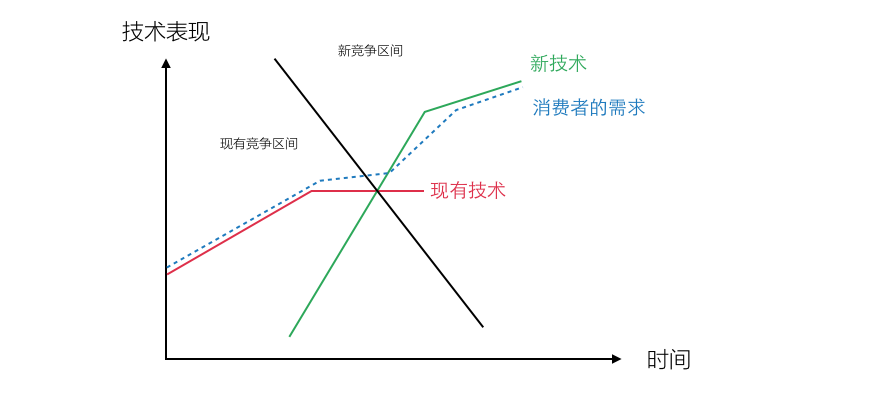 技术表现
新竞争区间
新技术
消费者的需求
现有竞争区间
现有技术
时间